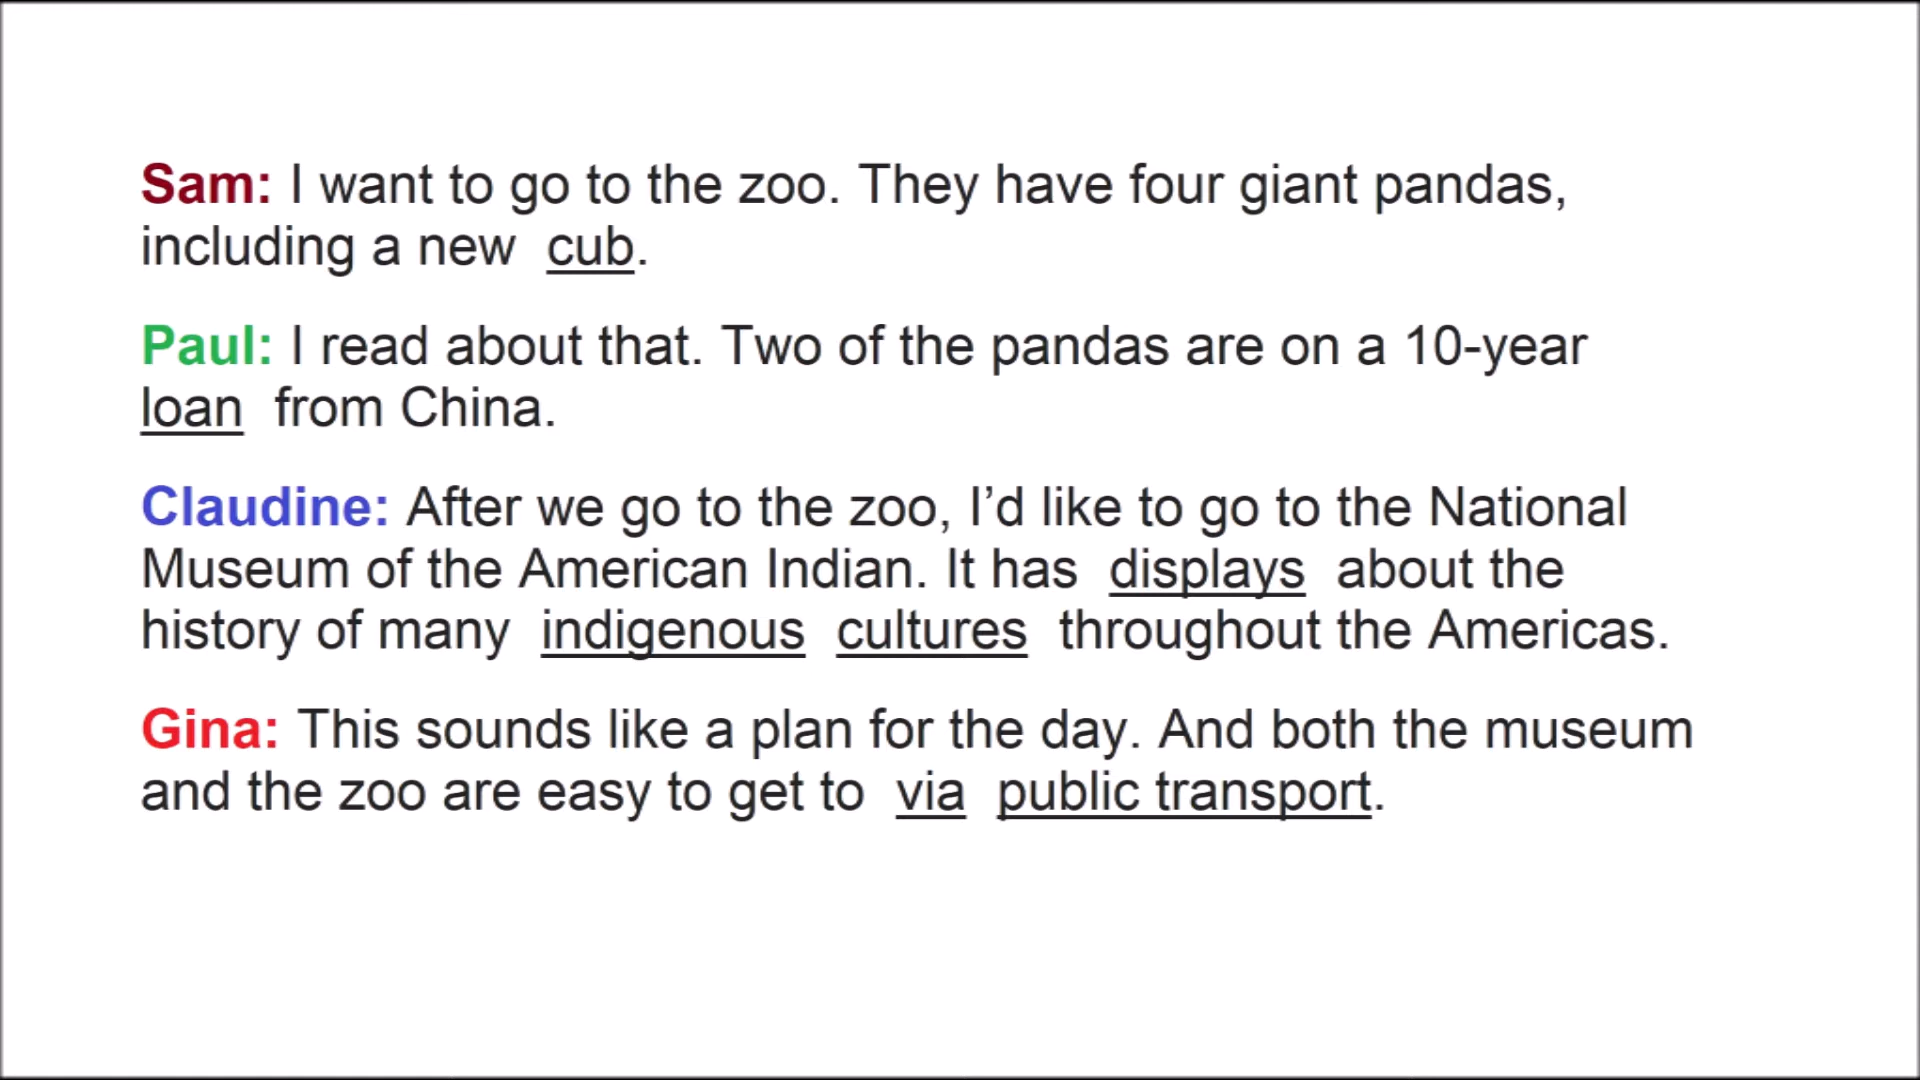 Sam: I want to go to the zoo. They have four giant pandas,
including a new cub.
Paul: I read about that. Two of the pandas are on a 10-year
loan from China.
Claudine: After we go to the zoo, I’d like to go to the National
Museum of the American Indian. It has displays about the
history of many indigenous cultures throughout the Americas.
Gina: This sounds like a plan for the day. And both the museum
and the zoo are easy to get to via public transport.